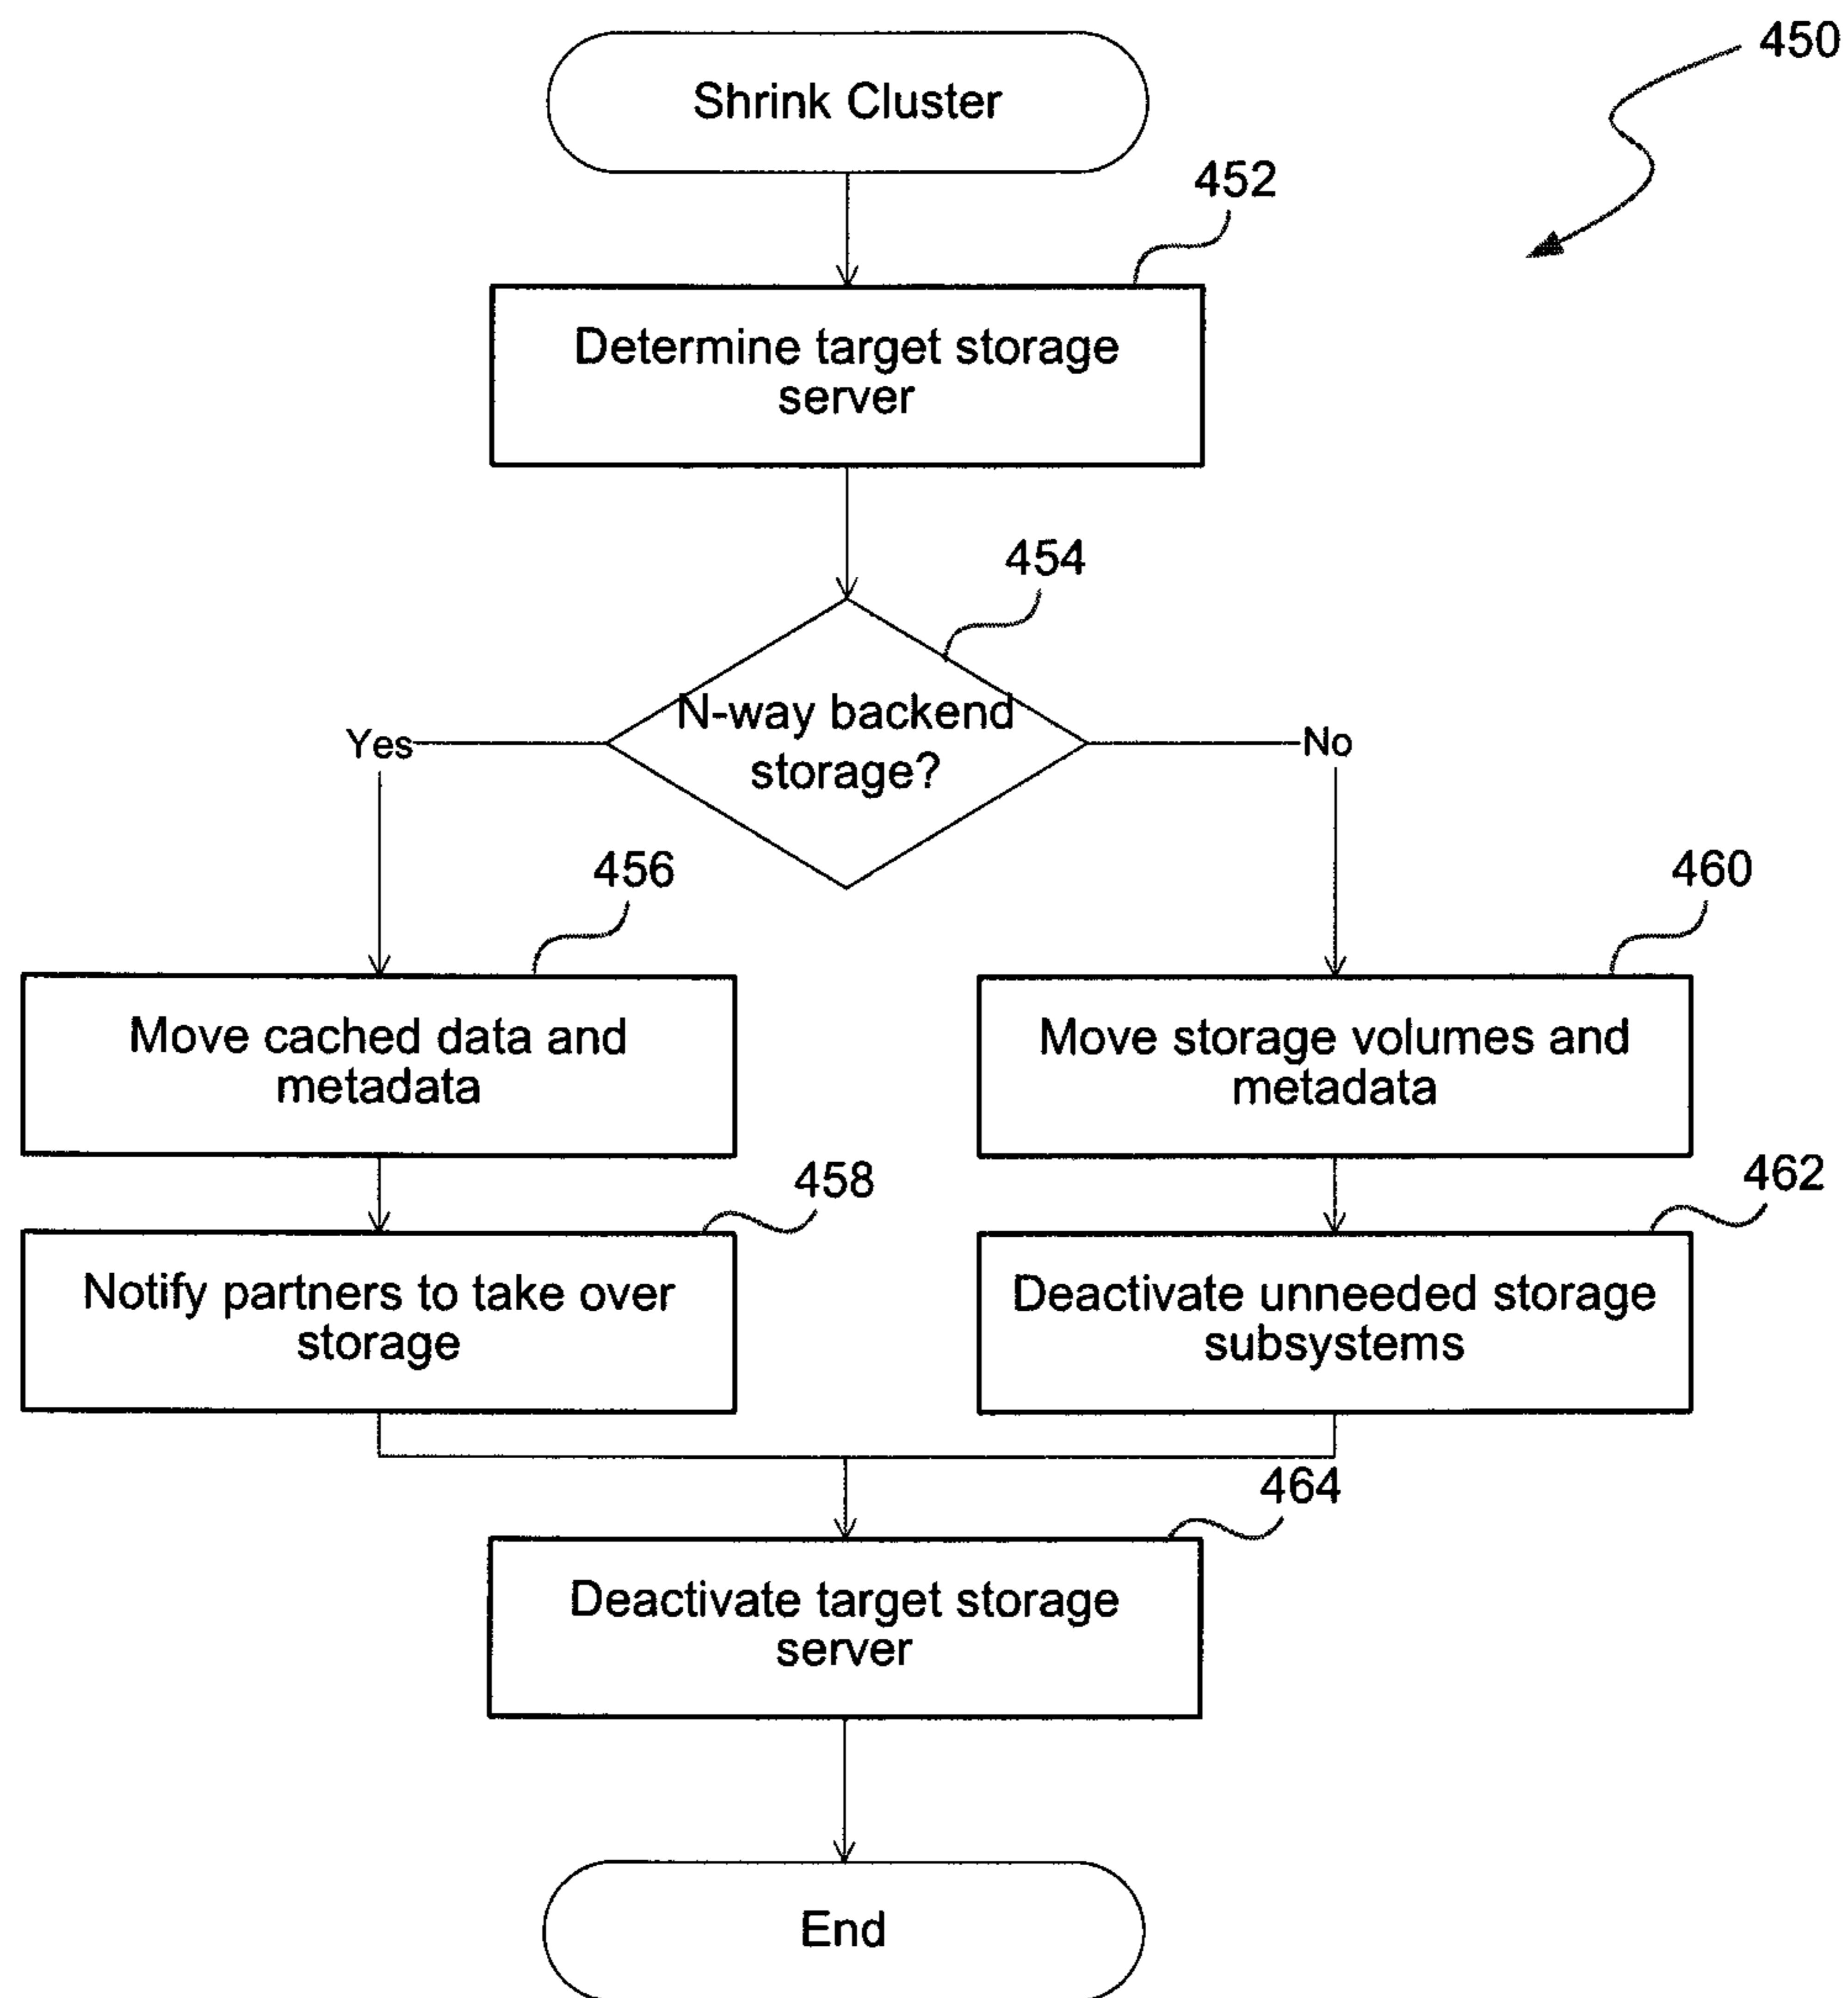 450
Shrink Cluster
452
Determine target storage
server
454
N-way backend
storage?
Yes
No
456
460
Move cached data and
metadata
Move storage volumes and
metadata
458
462
Notify partners to take over
storage
Deactivate unneeded storage
subsystems
464
Deactivate target storage
server
End